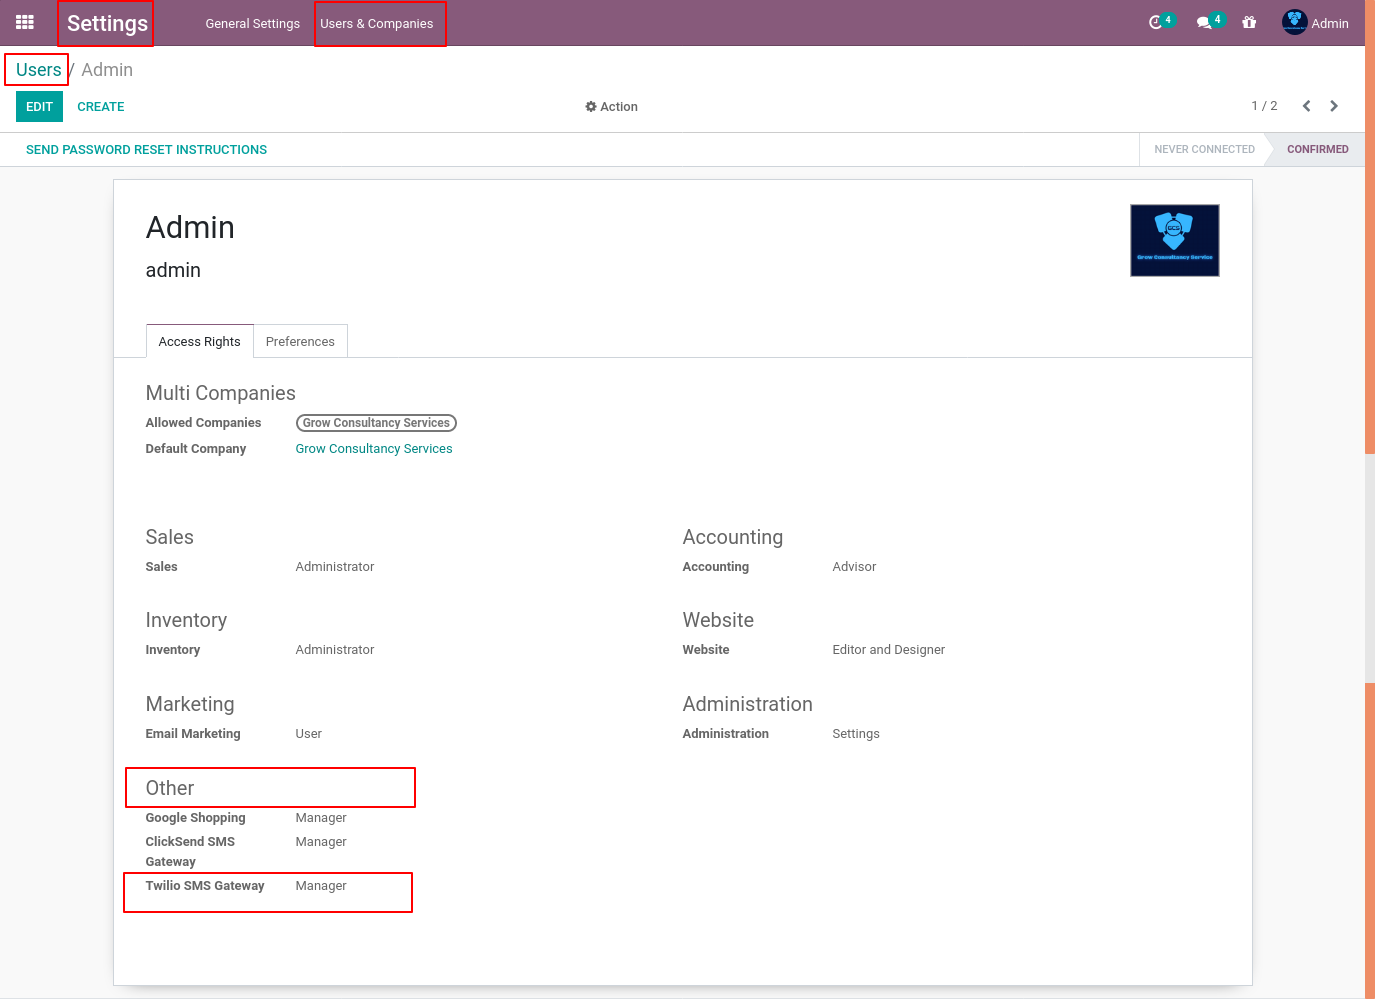 Settings General Settings Users & Companies 4 4 Admin
Users / Admin
EDIT CREATE Action 1 / 2
SEND PASSWORD RESET INSTRUCTIONS NEVER CONNECTED CONFIRMED
Admin
admin
GCS
Grow Consultancy Service
Access Rights Preferences
Multi Companies
Allowed Companies Grow Consultancy Services
Default Company Grow Consultancy Services
Sales Accounting
Sales Administrator Accounting Advisor
Inventory Website
Inventory Administrator Website Editor and Designer
Marketing Administration
Email Marketing User Administration Settings
Other
Google Shopping Manager
ClickSend SMS Manager
Gateway
Twilio SMS Gateway Manager